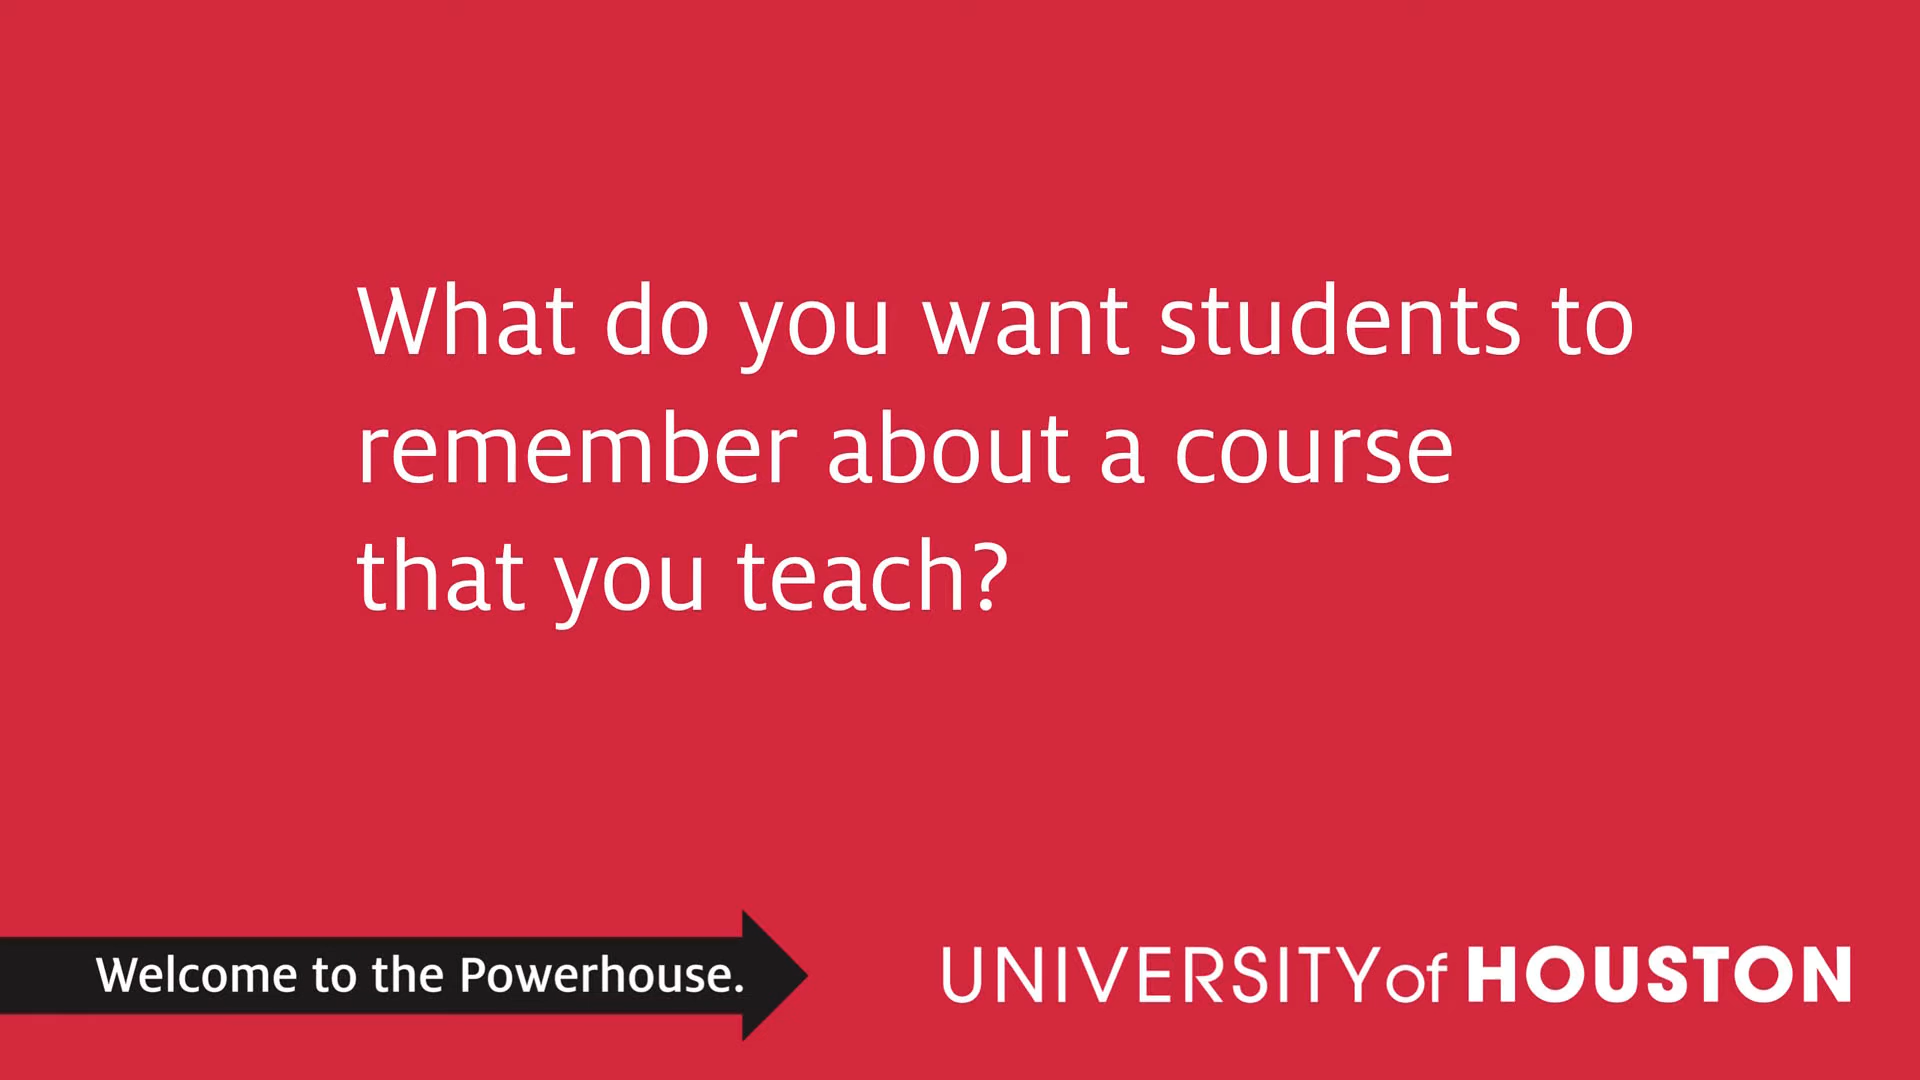 What do you want students to
remember about a course
that you teach?
Welcome to the Powerhouse.
UNIVERSITY of HOUSTON